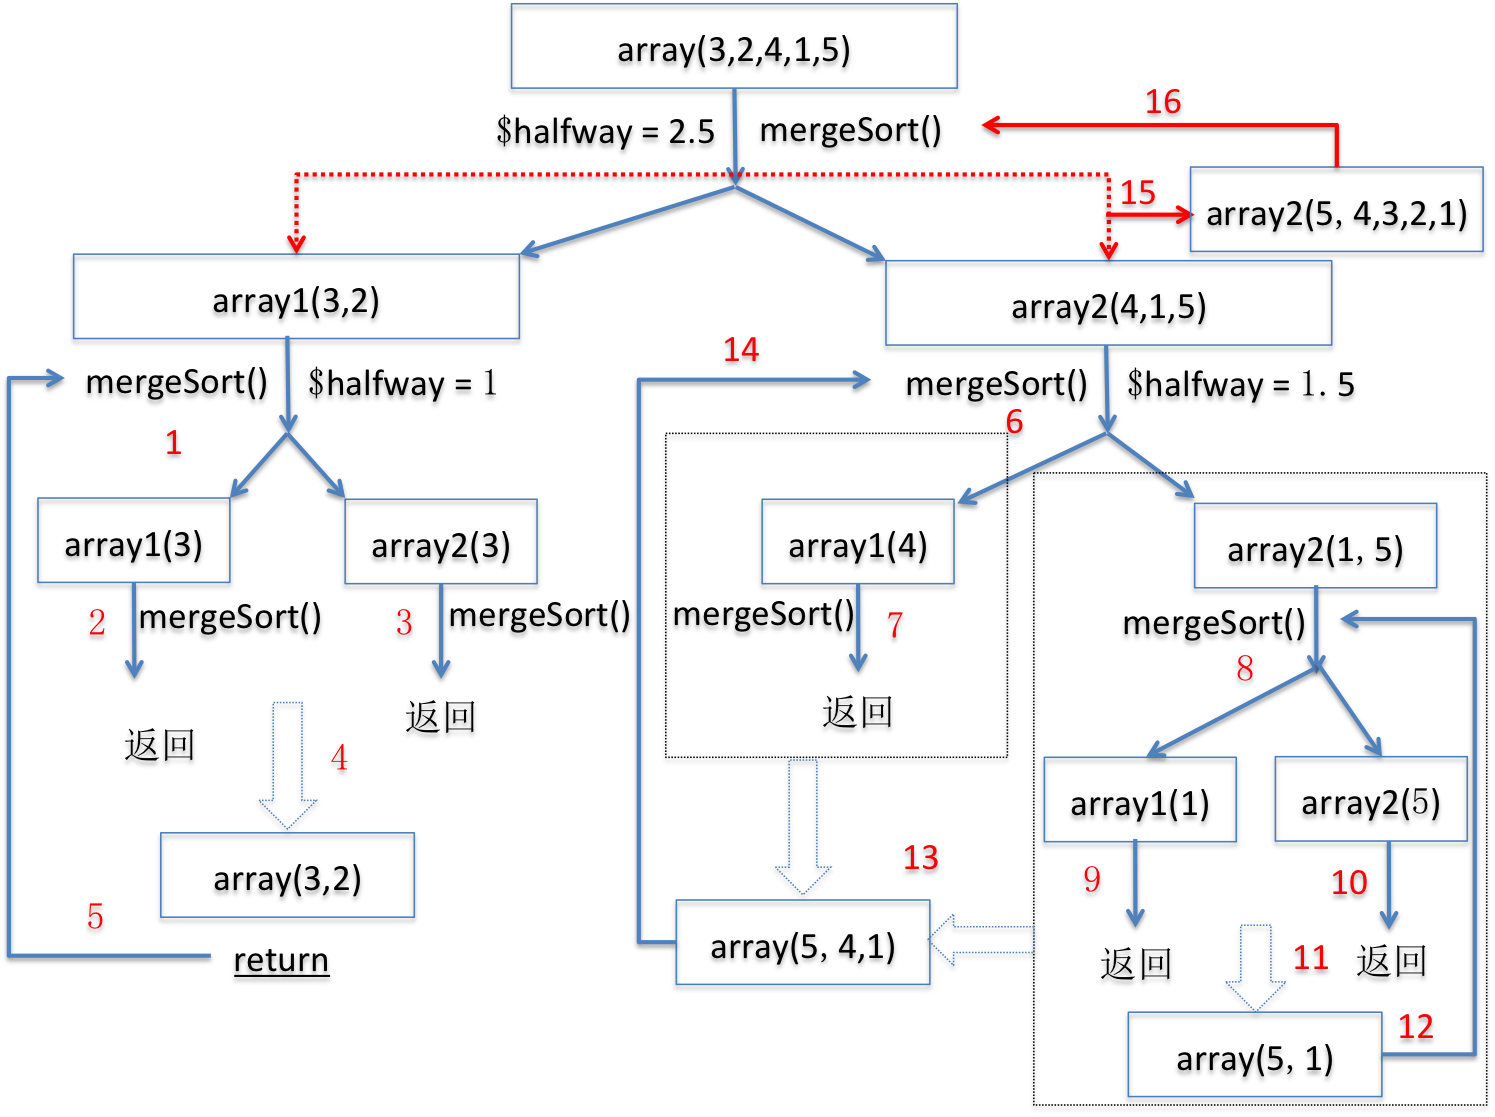 array(3,2,4,1,5)
16
$halfway = 2.5
mergeSort()
15
array2(5, 4,3,2,1)
array1(3,2)
array2(4,1,5)
14
mergeSort()
$halfway = 1
mergeSort()
$halfway = 1. 5
1
6
array1(3)
array2(3)
array1(4)
array2(1, 5)
2
mergeSort()
3
mergeSort()
mergeSort()
7
mergeSort()
8
返回
返回
返回
4
array1(1)
array2(5)
array(3,2)
13
9
10
5
return
array(5, 4,1)
返回
11
返回
12
array(5, 1)